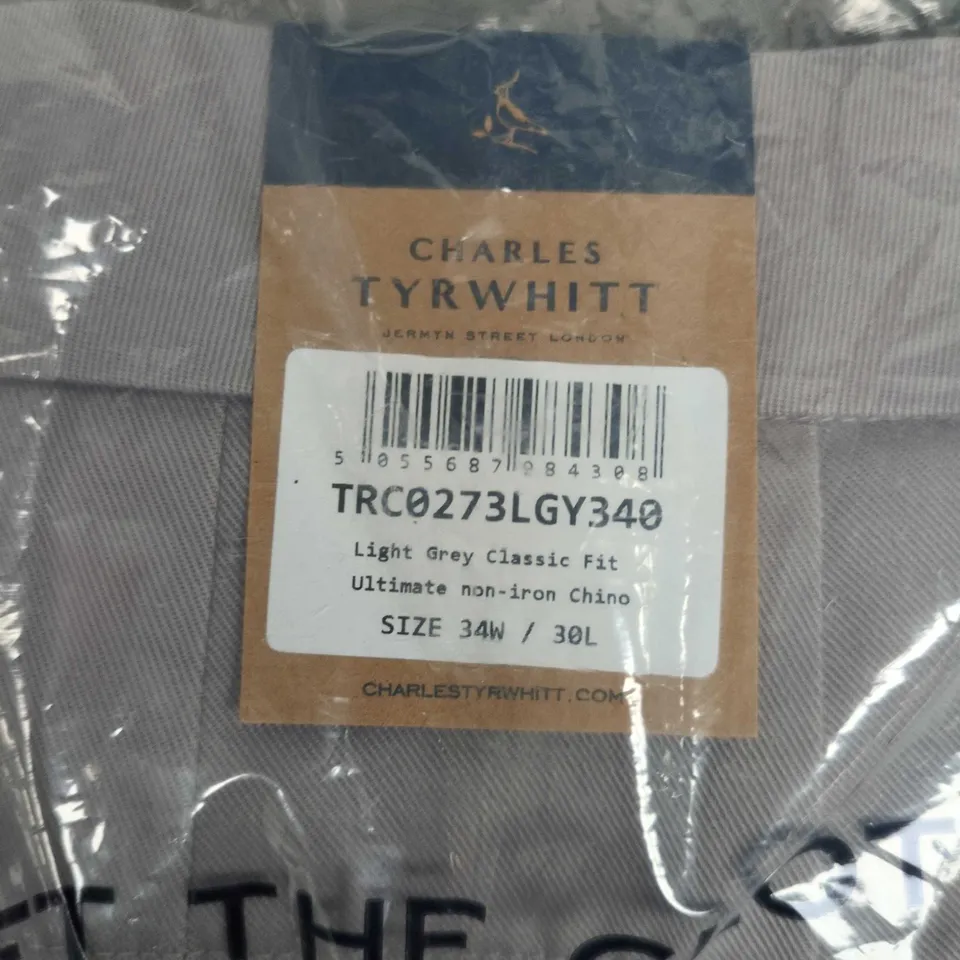 CHARLES
TYRWHITT
JERMYN STREET LONDON
5 055687 984308
TRC0273LGY340
Light Grey Classic Fit
Ultimate non-iron Chino
SIZE 34W / 30L
CHARLESTYRWHITT.COM
THE